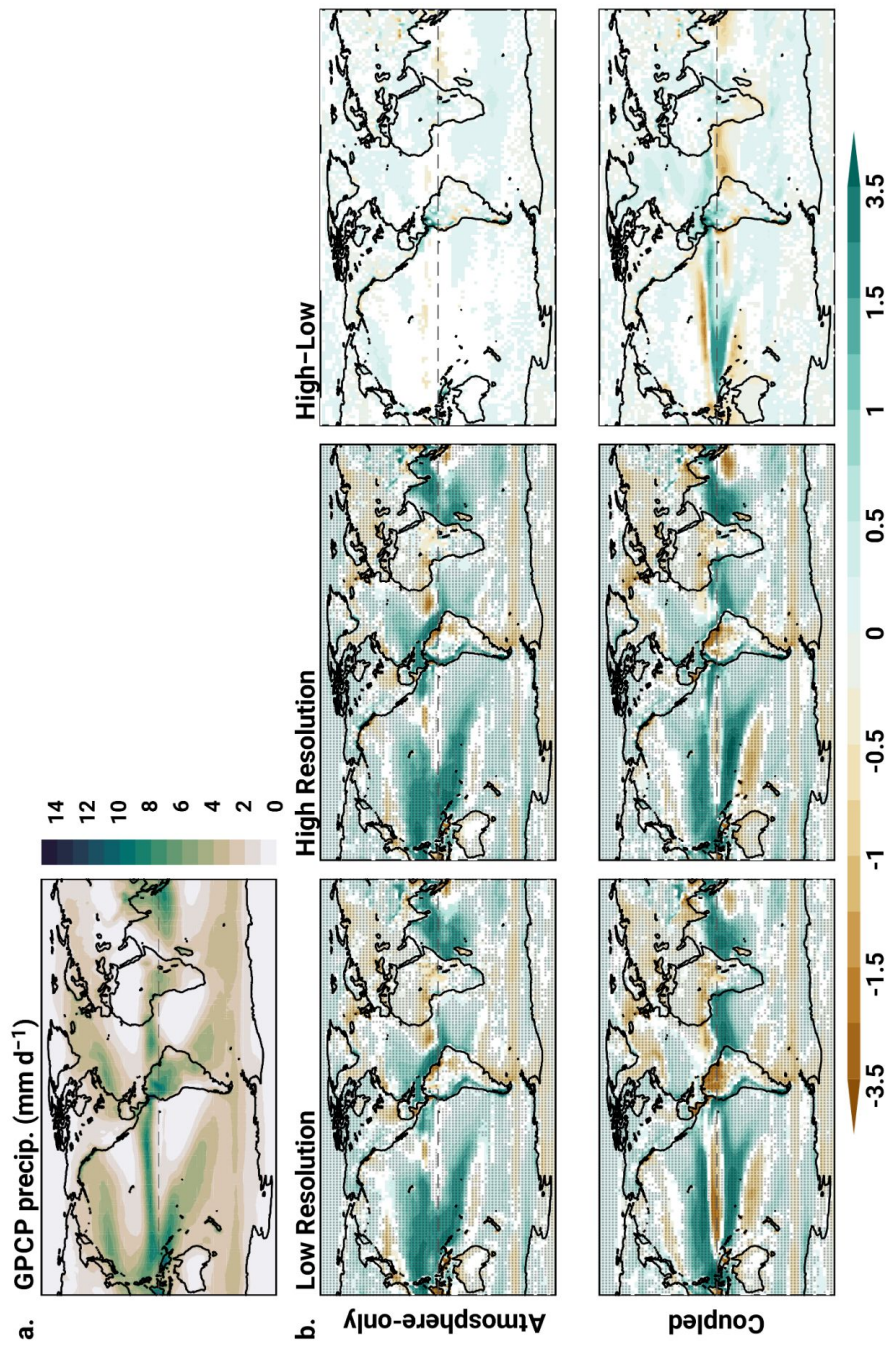 a.
GPCP precip. (mm d⁻¹)
14
12
10
8
6
4
2
0
b.
Low Resolution
High Resolution
High−Low
Atmosphere-only
Coupled
-3.5
-1.5
-1
-0.5
0
0.5
1
1.5
3.5